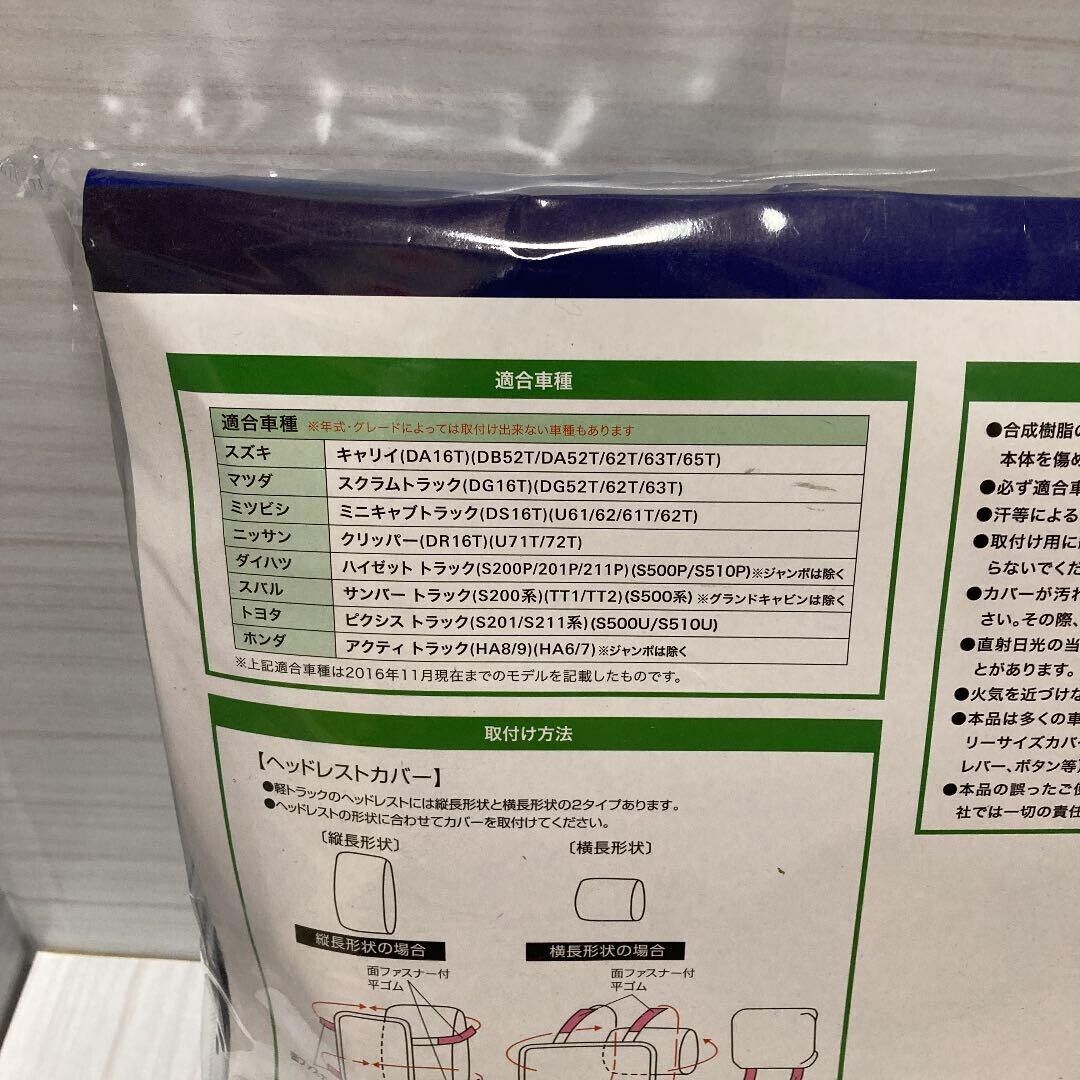 適合車種
適合車種 ※年式・グレードによっては取付け出来ない車種もあります
スズキ キャリイ(DA16T)(DB52T/DA52T/62T/63T/65T)
マツダ スクラムトラック(DG16T)(DG52T/62T/63T)
ミツビシ ミニキャブトラック(DS16T)(U61/62/61T/62T)
ニッサン クリッパー(DR16T)(U71T/72T)
ダイハツ ハイゼット トラック(S200P/201P/211P)(S500P/S510P)※ジャンボは除く
スバル サンバー トラック(S200系)(TT1/TT2)(S500系)※グランドキャビンは除く
トヨタ ピクシス トラック(S201/S211系)(S500U/S510U)
ホンダ アクティ トラック(HA8/9)(HA6/7)※ジャンボは除く
※上記適合車種は2016年11月現在までのモデルを記載したものです。
取付け方法
【ヘッドレストカバー】
●軽トラックのヘッドレストには縦長形状と横長形状の2タイプあります。
●ヘッドレストの形状に合わせてカバーを取付けてください。
〔縦長形状〕 〔横長形状〕
縦長形状の場合 横長形状の場合
面ファスナー付 面ファスナー付
平ゴム 平ゴム
●合成樹脂の
本体を傷め
●必ず適合車
●汗等による
●取付け用に
らないでくだ
●カバーが汚れ
さい。その際、
●直射日光の当
とがあります。
●火気を近づけな
●本品は多くの車
リーサイズカバー
レバー、ボタン等)
●本品の誤ったご使
社では一切の責任